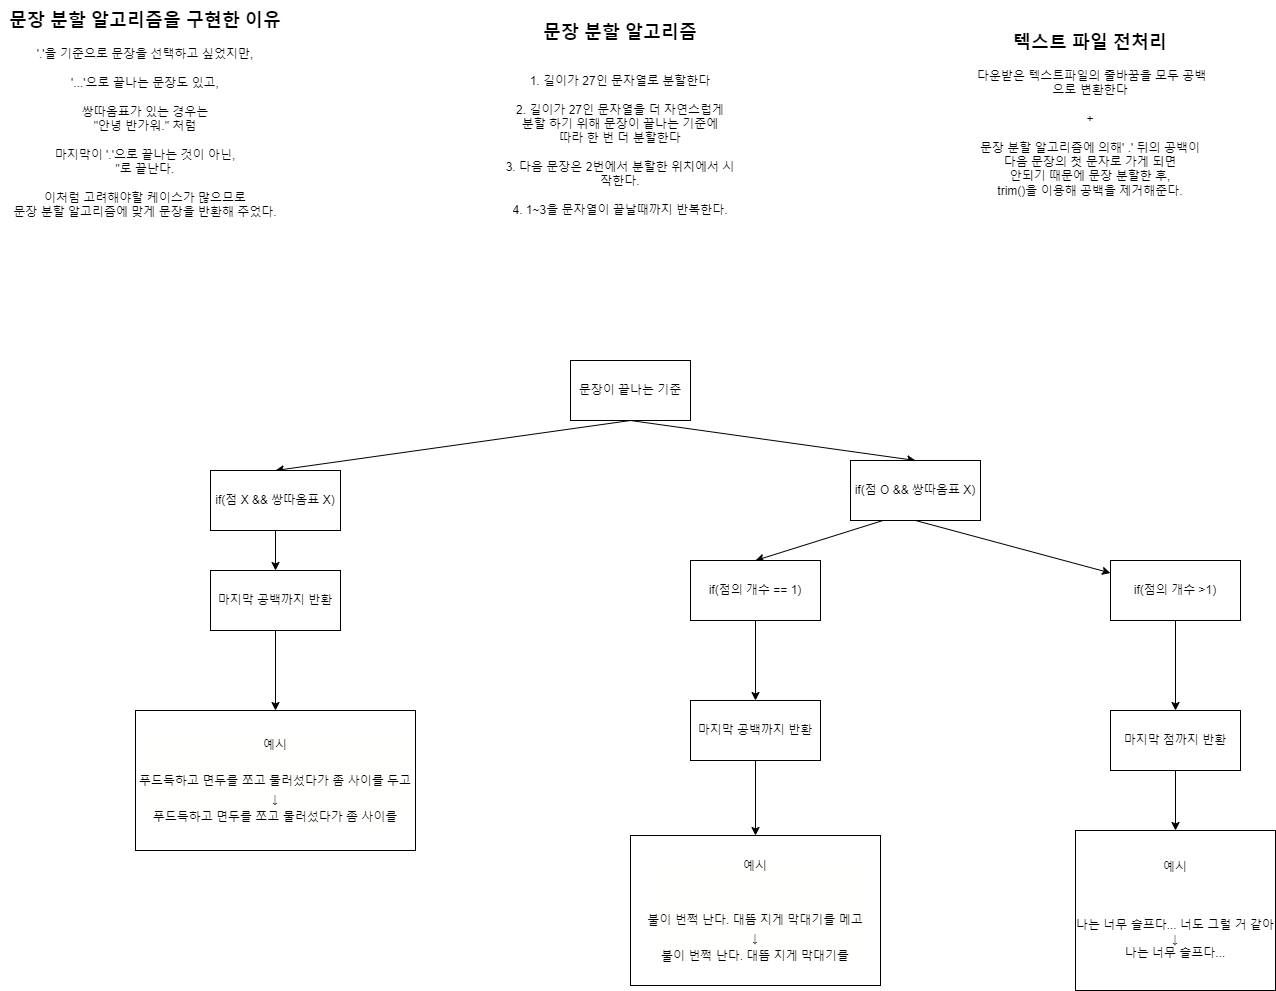 문장 분할 알고리즘을 구현한 이유
'.'을 기준으로 문장을 선택하고 싶었지만,
'...'으로 끝나는 문장도 있고,
쌍따옴표가 있는 경우는
"안녕 반가워." 처럼
마지막이 '.'으로 끝나는 것이 아닌,
"로 끝난다.
이처럼 고려해야할 케이스가 많으므로
문장 분할 알고리즘에 맞게 문장을 반환해 주었다.
문장 분할 알고리즘
1. 길이가 27인 문자열로 분할한다
2. 길이가 27인 문자열을 더 자연스럽게
분할 하기 위해 문장이 끝나는 기준에
따라 한 번 더 분할한다
3. 다음 문장은 2번에서 분할한 위치에서 시
작한다.
4. 1~3을 문자열이 끝날때까지 반복한다.
텍스트 파일 전처리
다운받은 텍스트파일의 줄바꿈을 모두 공백
으로 변환한다
+
문장 분할 알고리즘에 의해' .' 뒤의 공백이
다음 문장의 첫 문자로 가게 되면
안되기 때문에 문장 분할한 후,
trim()을 이용해 공백을 제거해준다.
문장이 끝나는 기준
if(점 X && 쌍따옴표 X)
마지막 공백까지 반환
예시
푸드득하고 면두를 쪼고 물러섰다가 좀 사이를 두고
↓
푸드득하고 면두를 쪼고 물러섰다가 좀 사이를
if(점 O && 쌍따옴표 X)
if(점의 개수 == 1)
마지막 공백까지 반환
예시
불이 번쩍 난다. 대뜸 지게 막대기를 메고
↓
불이 번쩍 난다. 대뜸 지게 막대기를
if(점의 개수 >1)
마지막 점까지 반환
예시
나는 너무 슬프다... 너도 그럴 거 같아
↓
나는 너무 슬프다...